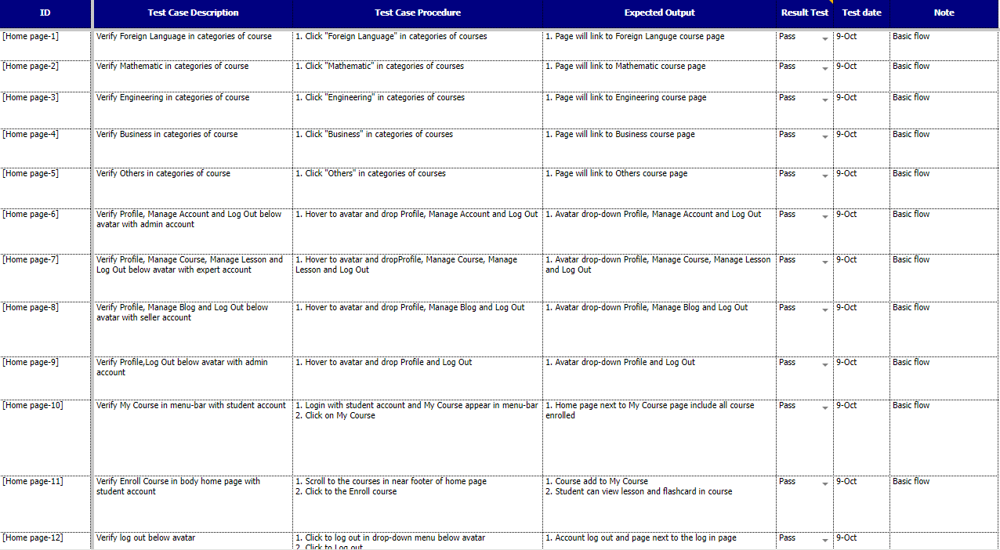 ID Test Case Description Test Case Procedure Expected Output Result Test Test date Note
[Home page-1] Verify Foreign Language in categories of course 1. Click "Foreign Language" in categories of courses 1. Page will link to Foreign Languge course page Pass 9-Oct Basic flow
[Home page-2] Verify Mathematic in categories of course 1. Click "Mathematic" in categories of courses 1. Page will link to Mathematic course page Pass 9-Oct Basic flow
[Home page-3] Verify Engineering in categories of course 1. Click "Engineering" in categories of courses 1. Page will link to Engineering course page Pass 9-Oct Basic flow
[Home page-4] Verify Business in categories of course 1. Click "Business" in categories of courses 1. Page will link to Business course page Pass 9-Oct Basic flow
[Home page-5] Verify Others in categories of course 1. Click "Others" in categories of courses 1. Page will link to Others course page Pass 9-Oct Basic flow
[Home page-6] Verify Profile, Manage Account and Log Out below 1. Hover to avatar and drop Profile, Manage Account and Log Out 1. Avatar drop-down Profile, Manage Account and Log Out Pass 9-Oct Basic flow
avatar with admin account
[Home page-7] Verify Profile, Manage Course, Manage Lesson and 1. Hover to avatar and dropProfile, Manage Course, Manage 1. Avatar drop-down Profile, Manage Course, Manage Lesson Pass 9-Oct Basic flow
Log Out below avatar with expert account Lesson and Log Out and Log Out
[Home page-8] Verify Profile, Manage Blog and Log Out below 1. Hover to avatar and drop Profile, Manage Blog and Log Out 1. Avatar drop-down Profile, Manage Blog and Log Out Pass 9-Oct Basic flow
avatar with seller account
[Home page-9] Verify Profile,Log Out below avatar with admin 1. Hover to avatar and drop Profile and Log Out 1. Avatar drop-down Profile and Log Out Pass 9-Oct Basic flow
account
[Home page-10] Verify My Course in menu-bar with student account 1. Login with student account and My Course appear in menu-bar 1. Home page next to My Course page include all course Pass 9-Oct Basic flow
2. Click on My Course enrolled
[Home page-11] Verify Enroll Course in body home page with 1. Scroll to the courses in near footer of home page 1. Course add to My Course Pass 9-Oct Basic flow
student account 2. Click to the Enroll course 2. Student can view lesson and flashcard in course
[Home page-12] Verify log out below avatar 1. Click to log out in drop-down menu below avatar 1. Account log out and page next to the log in page Pass 9-Oct
2. Click to Log out